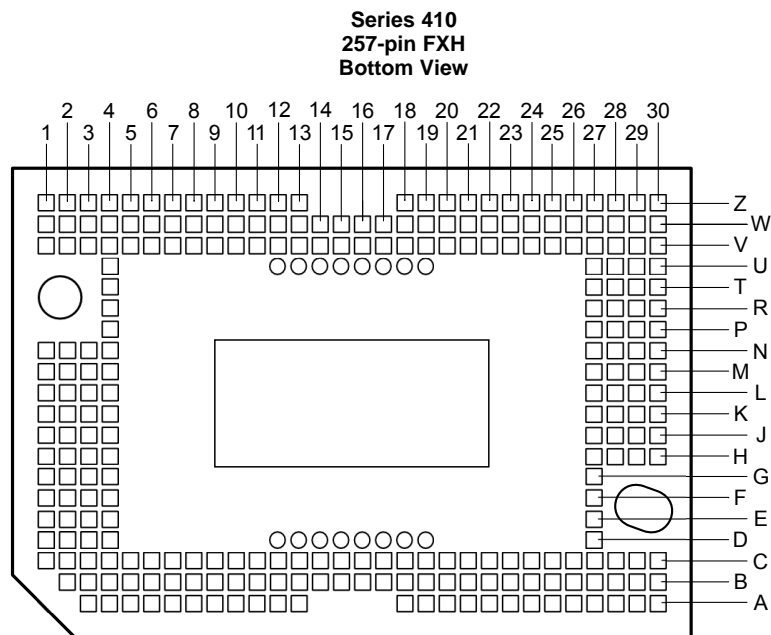 Series 410
257-pin FXH
Bottom View
2 4 6 8 10 12 14 16 18 20 22 24 26 28 30
1 3 5 7 9 11 13 15 17 19 21 23 25 27 29
Z
W
V
U
T
R
P
N
M
L
K
J
H
G
F
E
D
C
B
A